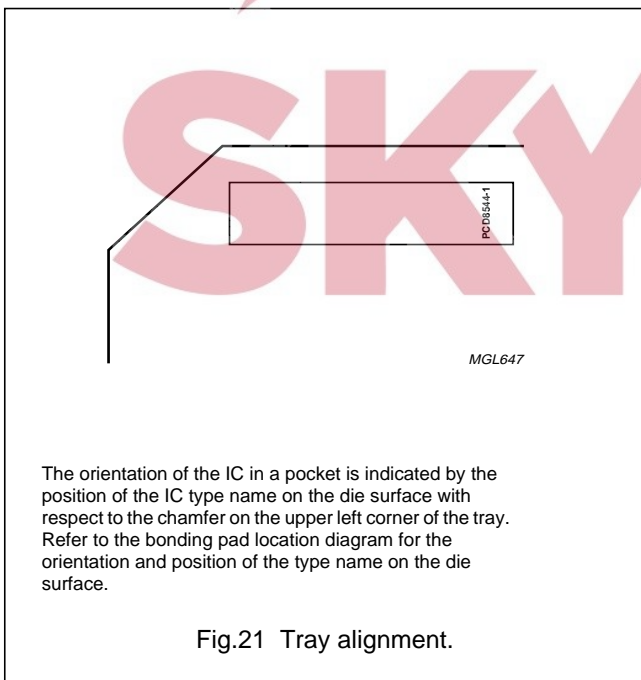 SKY
PCD8544-1
MGL647
The orientation of the IC in a pocket is indicated by the
position of the IC type name on the die surface with
respect to the chamfer on the upper left corner of the tray.
Refer to the bonding pad location diagram for the
orientation and position of the type name on the die
surface.
Fig.21 Tray alignment.